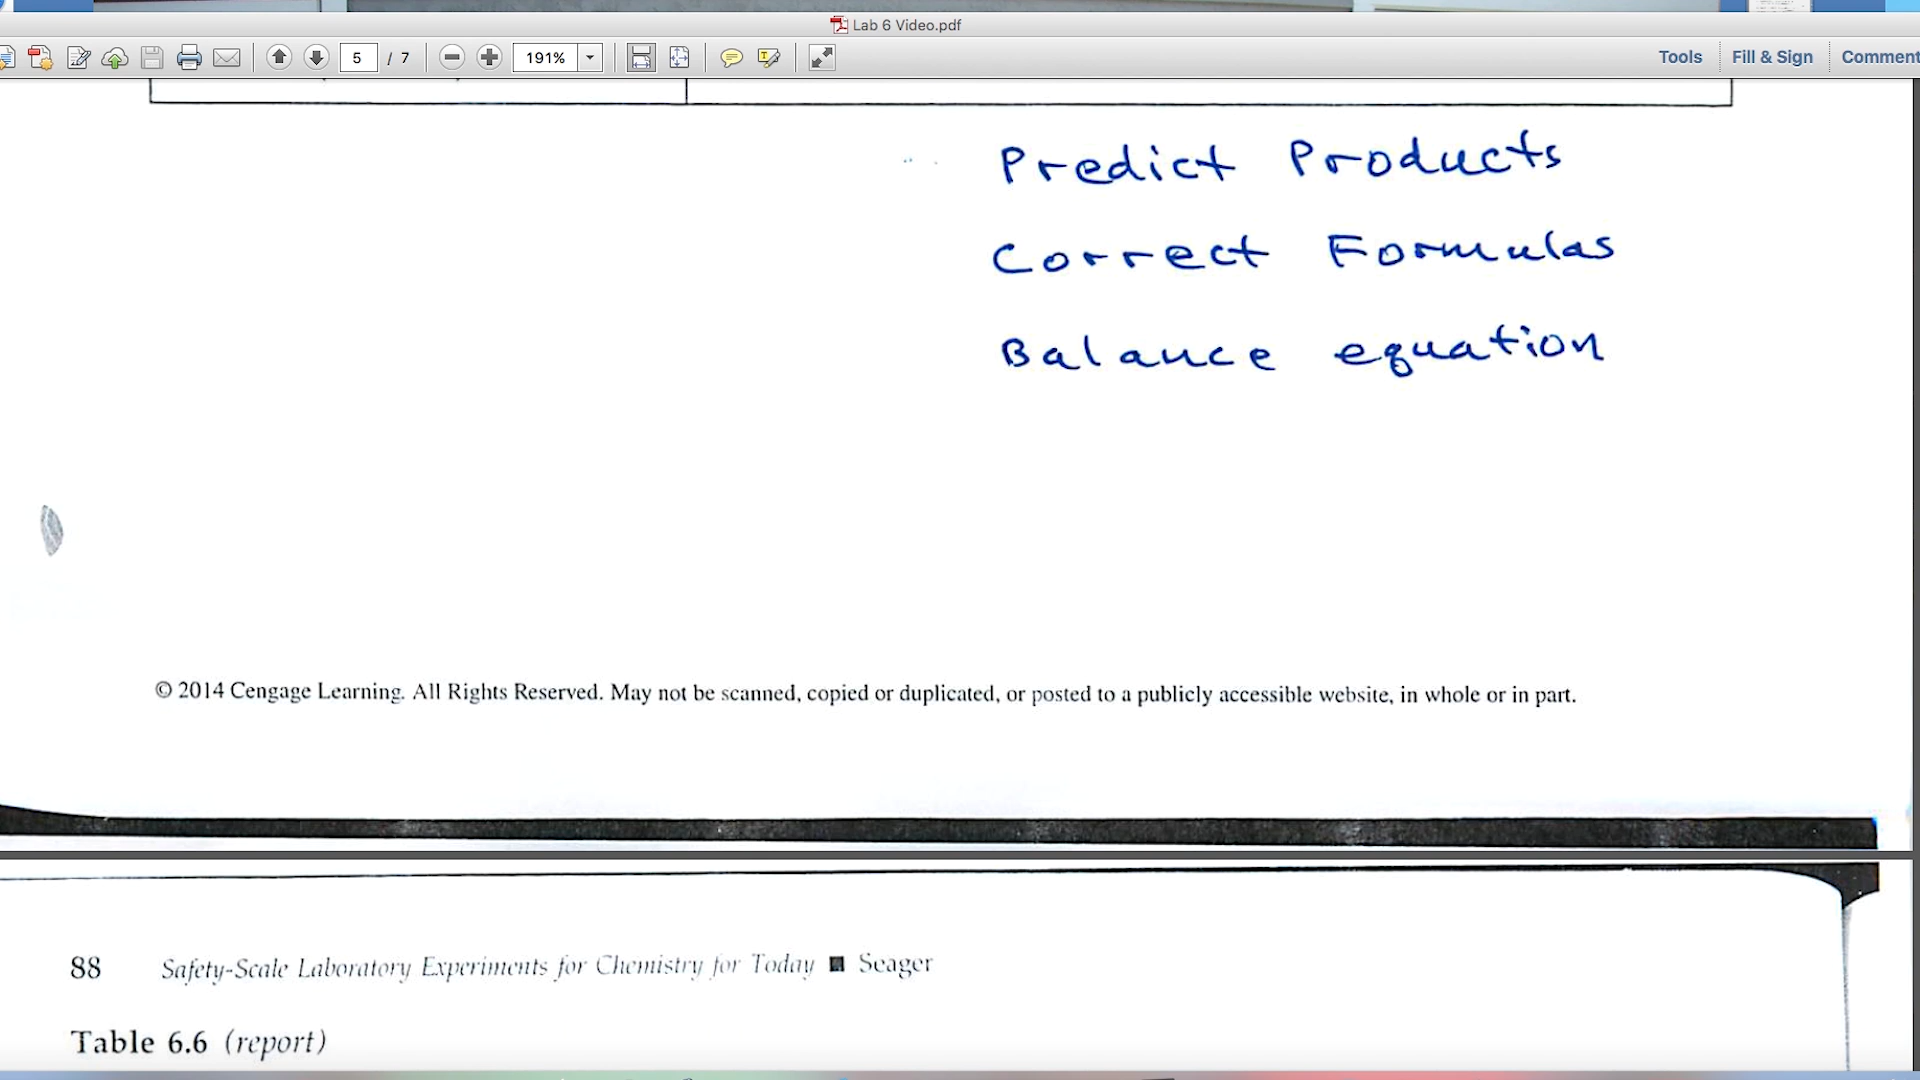 Lab 6 Video.pdf
5 / 7 191% Tools Fill & Sign Comment
Predict Products
Correct Formulas
Balance equation
© 2014 Cengage Learning. All Rights Reserved. May not be scanned, copied or duplicated, or posted to a publicly accessible website, in whole or in part.
88 Safety-Scale Laboratory Experiments for Chemistry for Today ■ Seager
Table 6.6 (report)